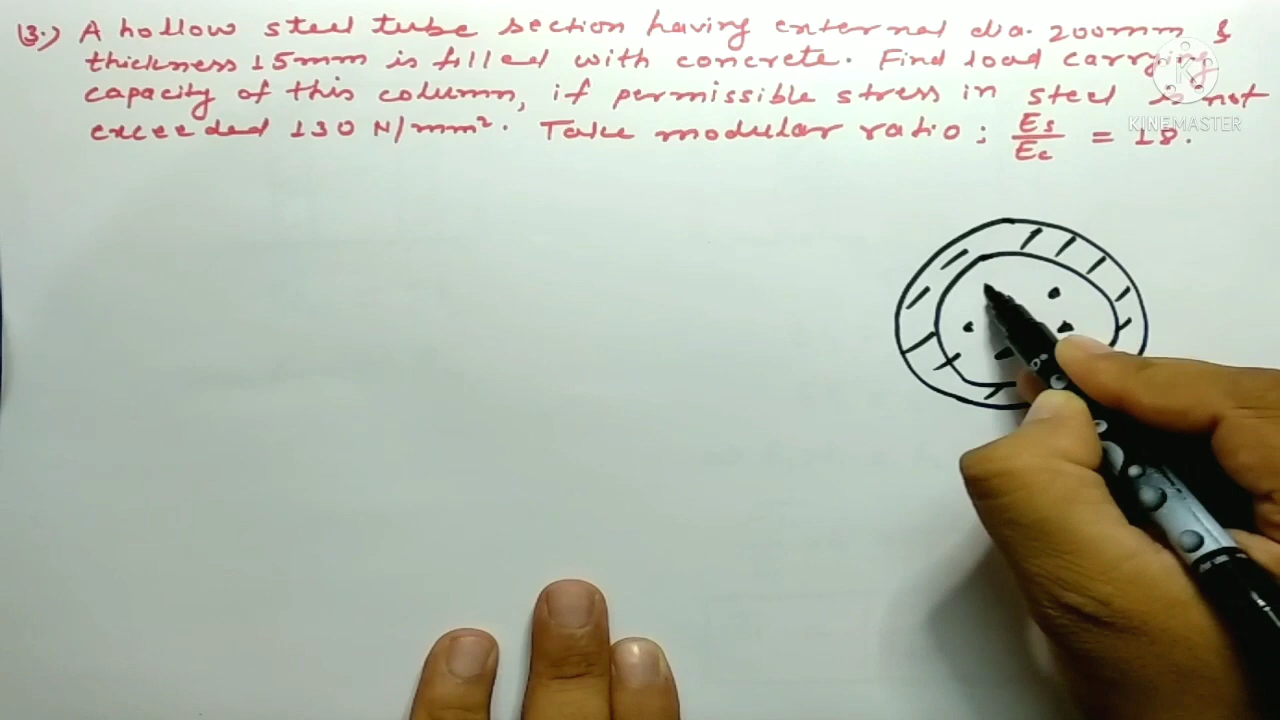 (3.) A hollow steel tube section having external dia. 200mm &
thickness 15mm is filled with concrete. Find load carrying
capacity of this column, if permissible stress in steel is not
exceeded 130 N/mm². Take modular ratio ; Es/Ec = 18.
K
KINEMASTER